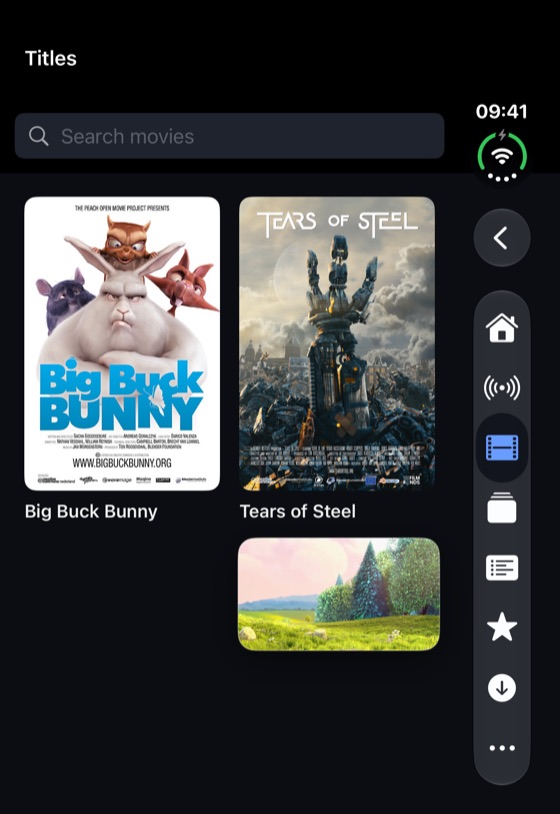 Titles
09:41
Search movies
THE PEACH OPEN MOVIE PROJECT PRESENTS
Big Buck
BUNNY
WWW.BIGBUCKBUNNY.ORG
TEARS OF STEEL
Big Buck Bunny
Tears of Steel